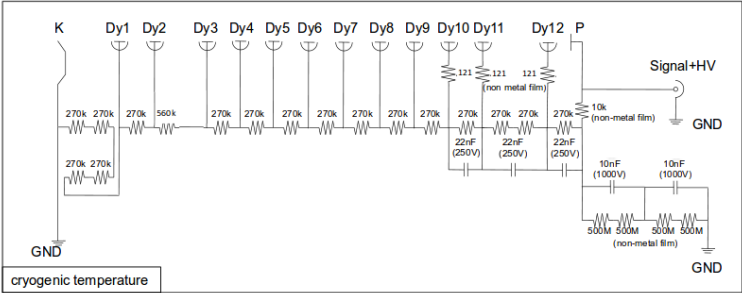 K Dy1 Dy2 Dy3 Dy4 Dy5 Dy6 Dy7 Dy8 Dy9 Dy10 Dy11 Dy12 P
Signal+HV
.121 .121 .121
(non metal film)
270k 270k 270k 560k 270k 270k 270k 270k 270k 270k 270k 270k 270k 270k 270k
10k
(non-metal film)
GND
22nF 22nF 22nF
(250V) (250V) (250V)
270k 270k
10nF 10nF
(1000V) (1000V)
500M 500M 500M 500M
(non-metal film)
GND
GND
cryogenic temperature